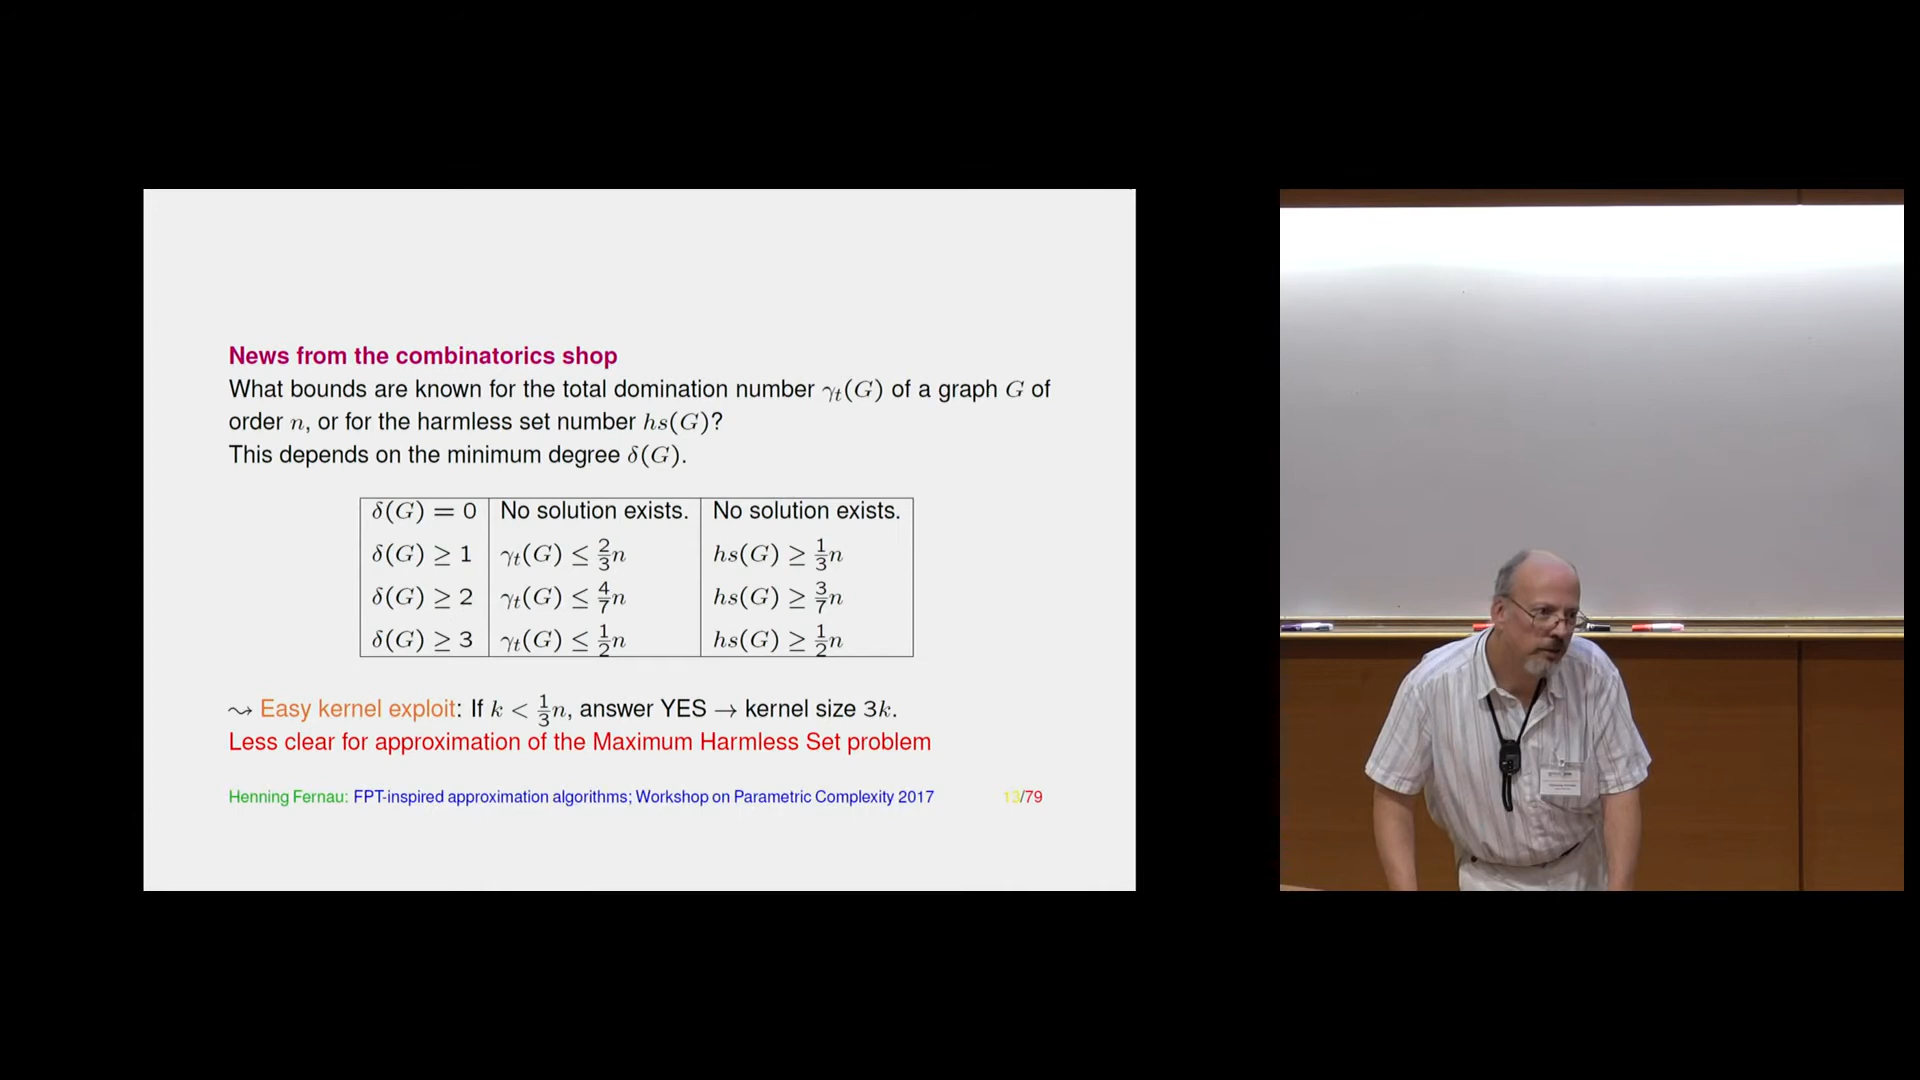 News from the combinatorics shop
What bounds are known for the total domination number γt(G) of a graph G of
order n, or for the harmless set number hs(G)?
This depends on the minimum degree δ(G).
δ(G) = 0 No solution exists. No solution exists.
δ(G) ≥ 1 γt(G) ≤ 2/3 n hs(G) ≥ 1/3 n
δ(G) ≥ 2 γt(G) ≤ 4/7 n hs(G) ≥ 3/7 n
δ(G) ≥ 3 γt(G) ≤ 1/2 n hs(G) ≥ 1/2 n
⇝ Easy kernel exploit: If k < 1/3 n, answer YES → kernel size 3k.
Less clear for approximation of the Maximum Harmless Set problem
Henning Fernau: FPT-inspired approximation algorithms; Workshop on Parametric Complexity 2017 13/79